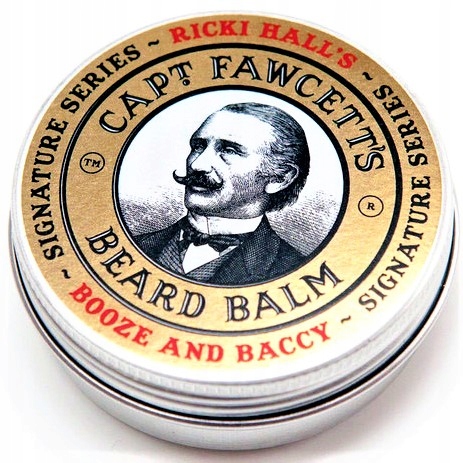 SIGNATURE SERIES ~ RICKI HALL'S ~ SIGNATURE SERIES ~ BOOZE AND BACCY ~
CAPT FAWCETT'S
TM
R
BEARD BALM